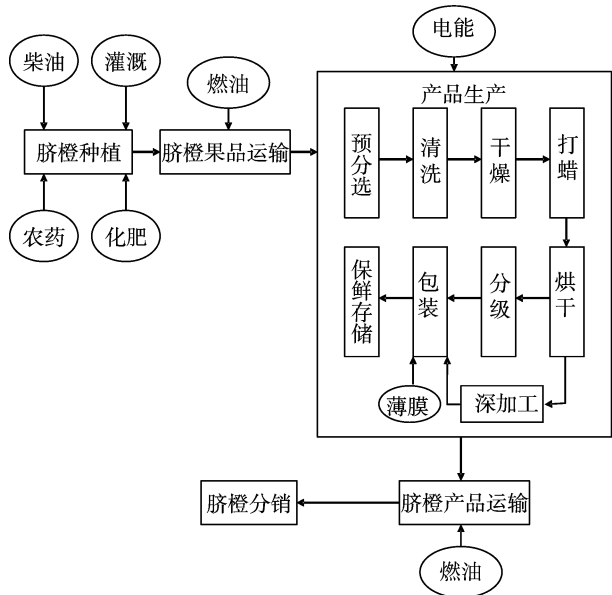 电能
柴油
灌溉
燃油
产品生产
脐橙种植
脐橙果品运输
预分选
清洗
干燥
打蜡
农药
化肥
保鲜存储
包装
分级
烘干
薄膜
深加工
脐橙分销
脐橙产品运输
燃油